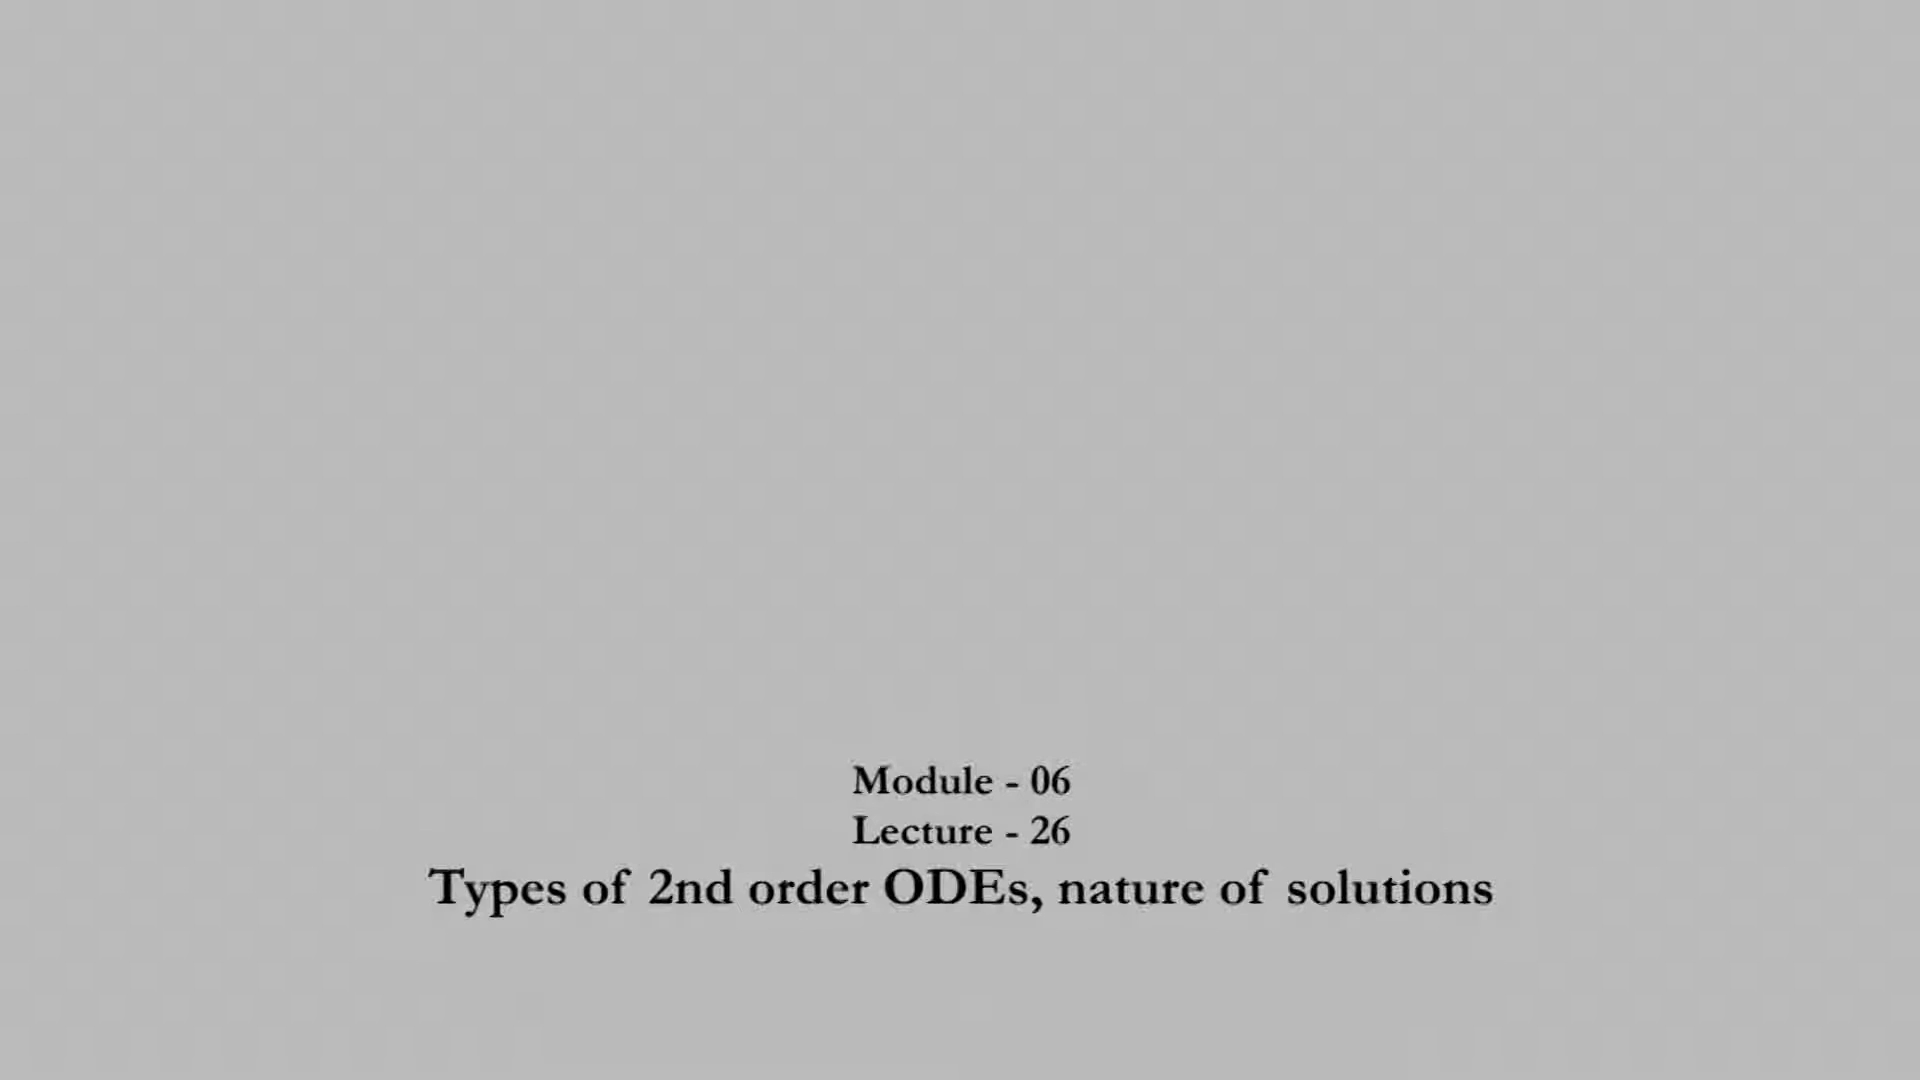 Module - 06
Lecture - 26
Types of 2nd order ODEs, nature of solutions